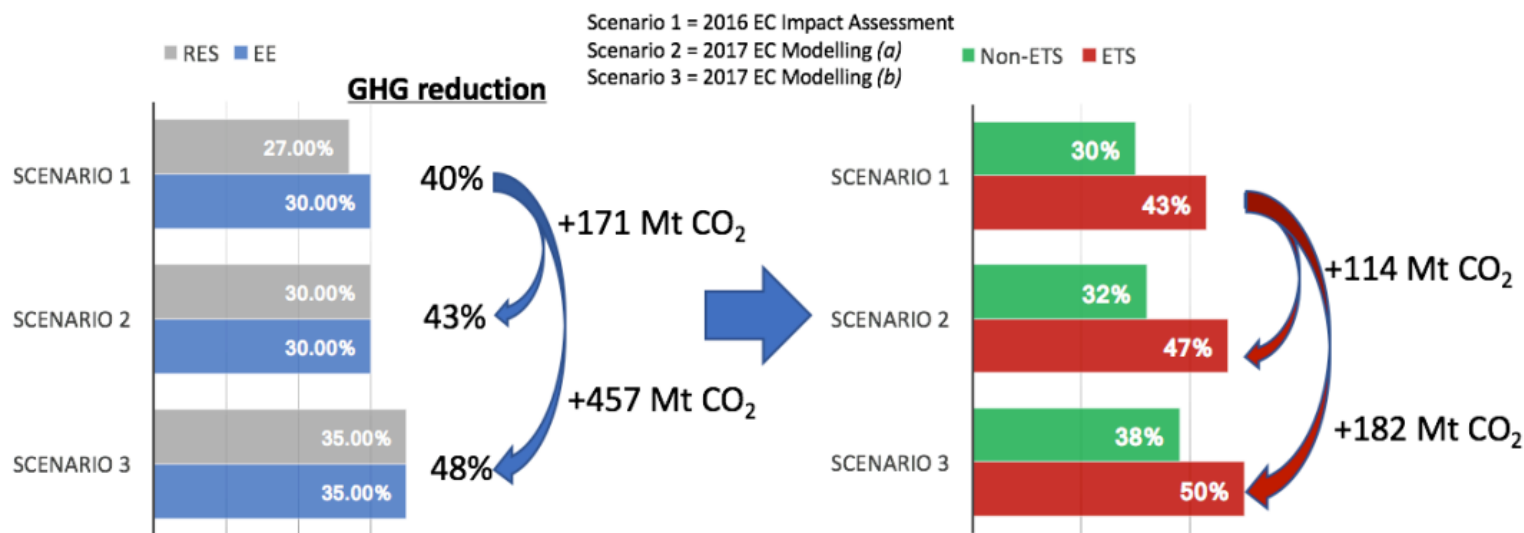 Scenario 1 = 2016 EC Impact Assessment
Scenario 2 = 2017 EC Modelling (a)
Scenario 3 = 2017 EC Modelling (b)
RES EE
GHG reduction
SCENARIO 1
27.00%
30.00%
40%
+171 Mt CO₂
SCENARIO 2
30.00%
30.00%
43%
+457 Mt CO₂
SCENARIO 3
35.00%
35.00%
48%
Non-ETS ETS
SCENARIO 1
30%
43%
+114 Mt CO₂
SCENARIO 2
32%
47%
+182 Mt CO₂
SCENARIO 3
38%
50%